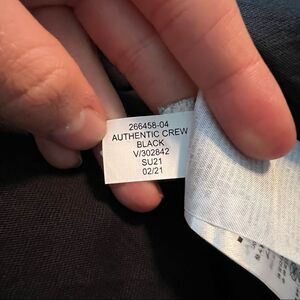 266458-04
AUTHENTIC CREW
BLACK
V/302842
SU21
02/21